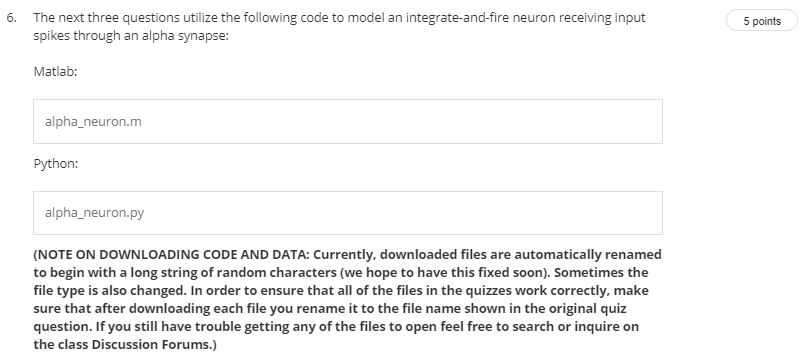 6. The next three questions utilize the following code to model an integrate-and-fire neuron receiving input
5 points
spikes through an alpha synapse:
Matlab:
alpha_neuron.m
Python:
alpha_neuron.py
(NOTE ON DOWNLOADING CODE AND DATA: Currently, downloaded files are automatically renamed
to begin with a long string of random characters (we hope to have this fixed soon). Sometimes the
file type is also changed. In order to ensure that all of the files in the quizzes work correctly, make
sure that after downloading each file you rename it to the file name shown in the original quiz
question. If you still have trouble getting any of the files to open feel free to search or inquire on
the class Discussion Forums.)